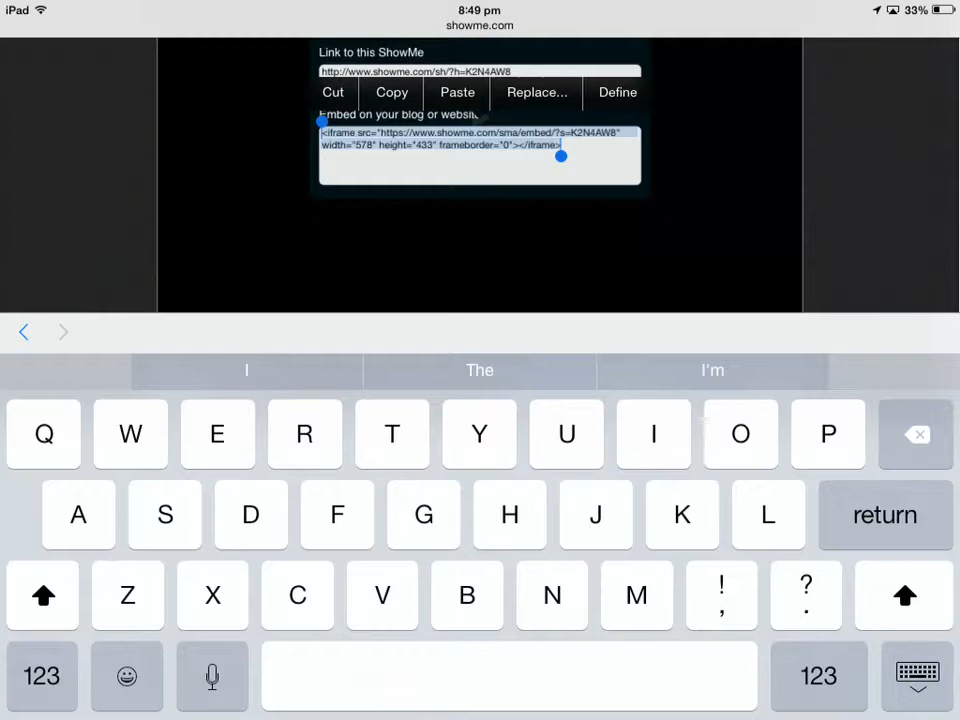 iPad
8:49 pm
33%
showme.com
Link to this ShowMe
http://www.showme.com/sh/?h=K2N4AW8
Cut Copy Paste Replace... Define
Embed on your blog or website
<iframe src="https://www.showme.com/sma/embed/?s=K2N4AW8"
width="578" height="433" frameborder="0"></iframe>
I The I'm
Q W E R T Y U I O P
A S D F G H J K L return
Z X C V B N M ! , ? .
123 123